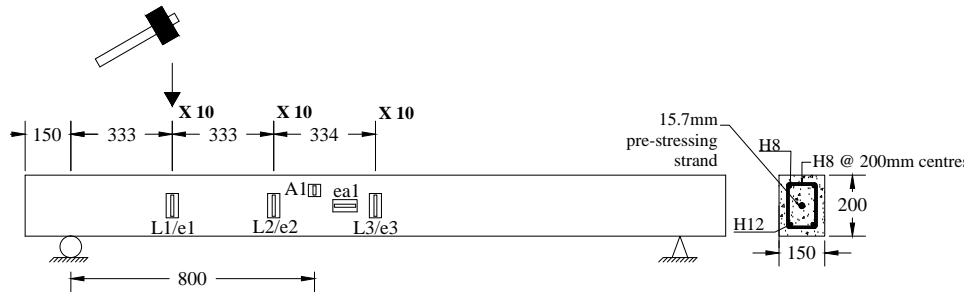 X 10
X 10
X 10
150
333
333
334
15.7mm
pre-stressing
strand
H8
H8 @ 200mm centres
A1
ea1
L1/e1
L2/e2
L3/e3
H12
200
150
800